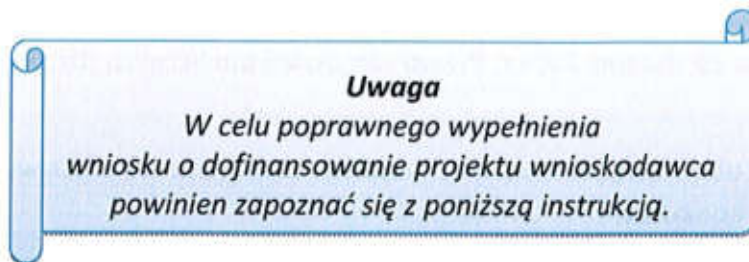 Uwaga
W celu poprawnego wypełnienia
wniosku o dofinansowanie projektu wnioskodawca
powinien zapoznać się z poniższą instrukcją.